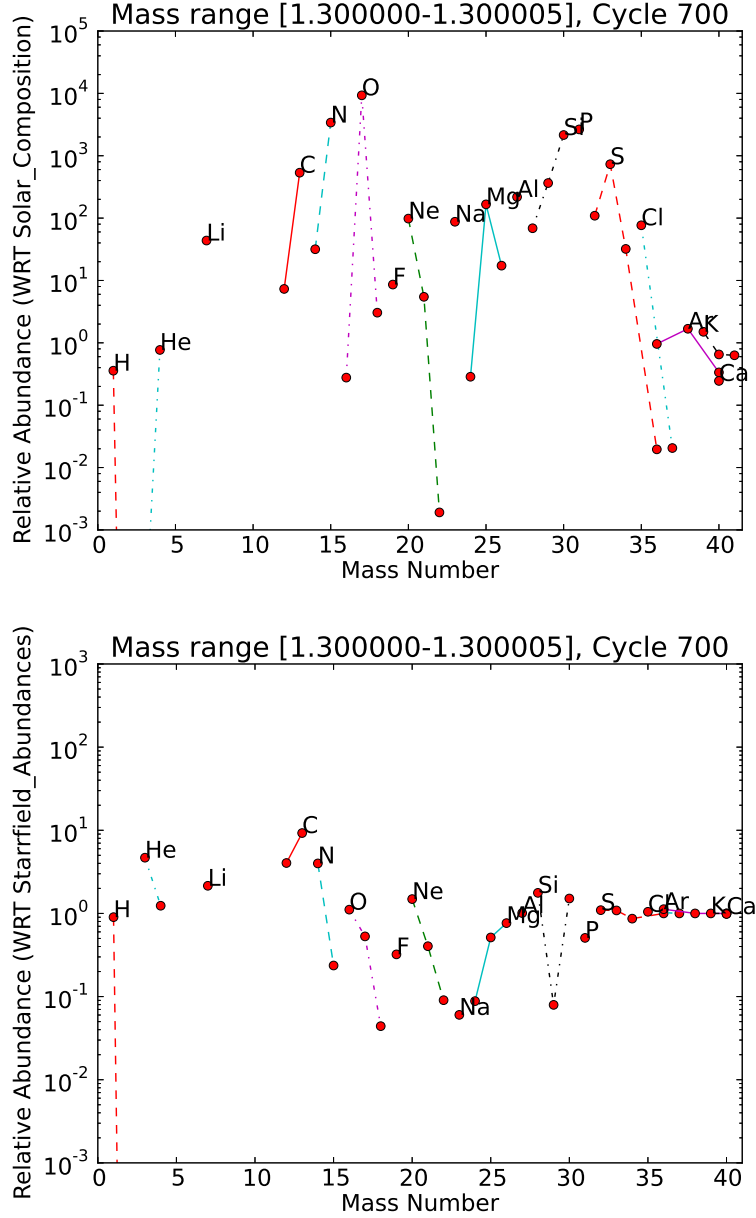 Mass range [1.300000-1.300005], Cycle 700
Relative Abundance (WRT Solar_Composition)
10^5
10^4
10^3
10^2
10^1
10^0
10^-1
10^-2
10^-3
H
He
Li
C
N
O
F
Ne
Na
Mg
Al
Si
P
S
Cl
Ar
K
Ca
0 5 10 15 20 25 30 35 40
Mass Number
Mass range [1.300000-1.300005], Cycle 700
Relative Abundance (WRT Starrfield_Abundances)
10^3
10^2
10^1
10^0
10^-1
10^-2
10^-3
H
He
Li
C
N
O
F
Ne
Na
Mg
Al
Si
P
S
Cl
Ar
K
Ca
0 5 10 15 20 25 30 35 40
Mass Number